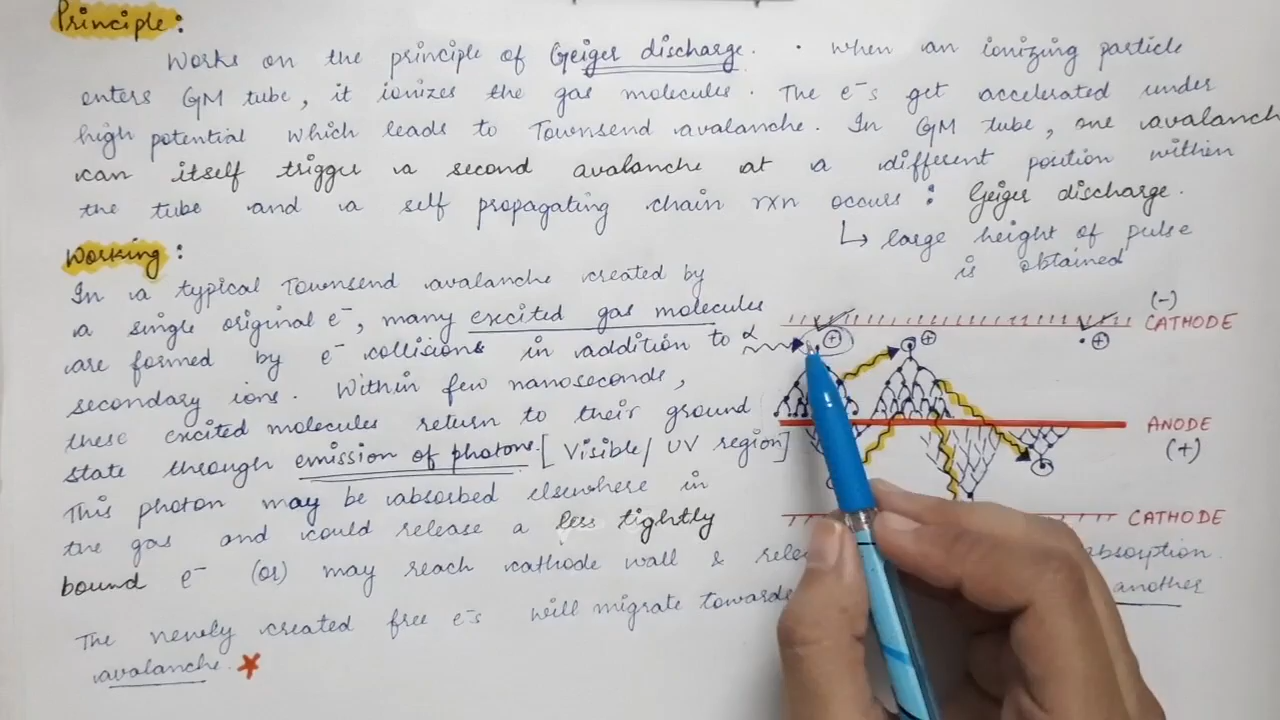 Principle:
Works on the principle of Geiger discharge. • When an ionizing particle
enters GM tube, it ionizes the gas molecules. The e⁻s get accelerated under
high potential which leads to Townsend avalanche. In GM tube, one avalanch
can itself trigger a second avalanche at a different position within
the tube and a self propagating chain rxn occurs: Geiger discharge.
↳ large height of pulse
is obtained
Working:
In a typical Townsend avalanche created by
a single original e⁻, many excited gas molecules
are formed by e⁻ collisions in addition to
secondary ions. Within few nanoseconds,
these excited molecules return to their ground
state through emission of photons. [Visible/ UV region]
This photon may be absorbed elsewhere in
the gas and could release a less tightly
bound e⁻ (or) may reach cathode wall & rele absorption.
The newly created free e⁻s will migrate towards another
avalanche.
(-)
CATHODE
α
⊕
⊕
⊕
ANODE
(+)
CATHODE